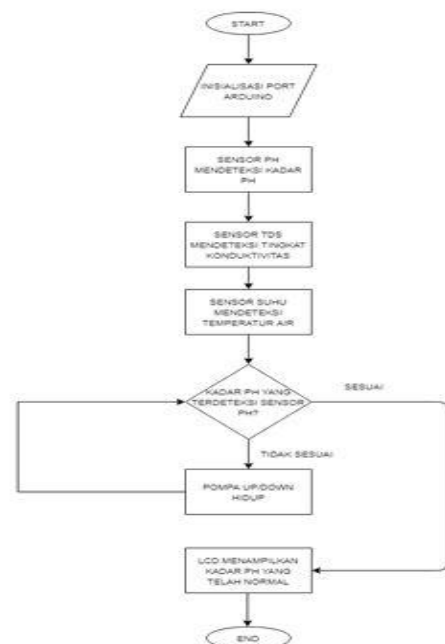 START
INISIALISASI PORT
ARDUINO
SENSOR PH
MENDETEKSI KADAR
PH
SENSOR TDS
MENDETEKSI TINGKAT
KONDUKTIVITAS
SENSOR SUHU
MENDETEKSI
TEMPERATUR AIR
KADAR PH YANG
TERDETEKSI SENSOR
PH?
SESUAI
TIDAK SESUAI
POMPA UP/DOWN
HIDUP
LCD MENAMPILKAN
KADAR PH YANG
TELAH NORMAL
END